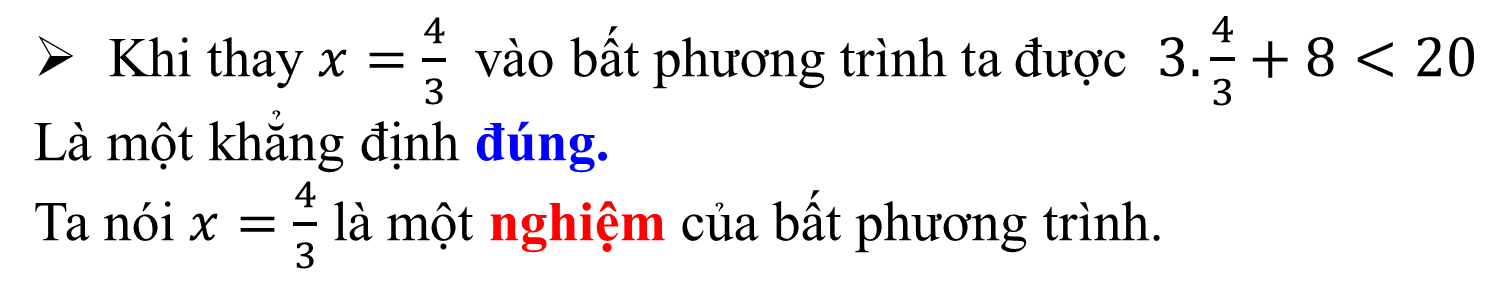 ➢ Khi thay x = 4/3 vào bất phương trình ta được 3.4/3 + 8 < 20
Là một khẳng định đúng.
Ta nói x = 4/3 là một nghiệm của bất phương trình.